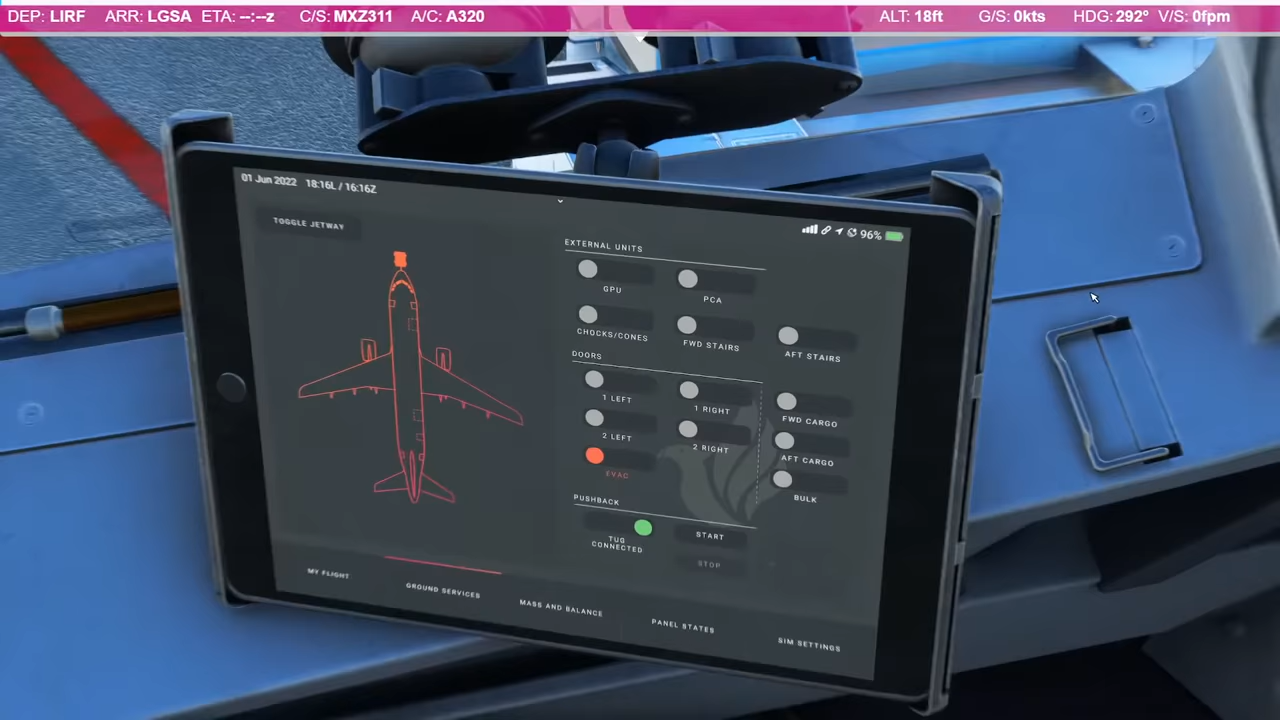 DEP: LIRF ARR: LGSA ETA: --:--z C/S: MXZ311 A/C: A320 ALT: 18ft G/S: 0kts HDG: 292° V/S: 0fpm
01 Jun 2022 18:16L / 16:16Z
96%
TOGGLE JETWAY
EXTERNAL UNITS
GPU
PCA
CHOCKS/CONES
FWD STAIRS
AFT STAIRS
DOORS
1 LEFT
1 RIGHT
FWD CARGO
2 LEFT
2 RIGHT
AFT CARGO
EVAC
BULK
PUSHBACK
TUG
CONNECTED
START
STOP
MY FLIGHT
GROUND SERVICES
MASS AND BALANCE
PANEL STATES
SIM SETTINGS